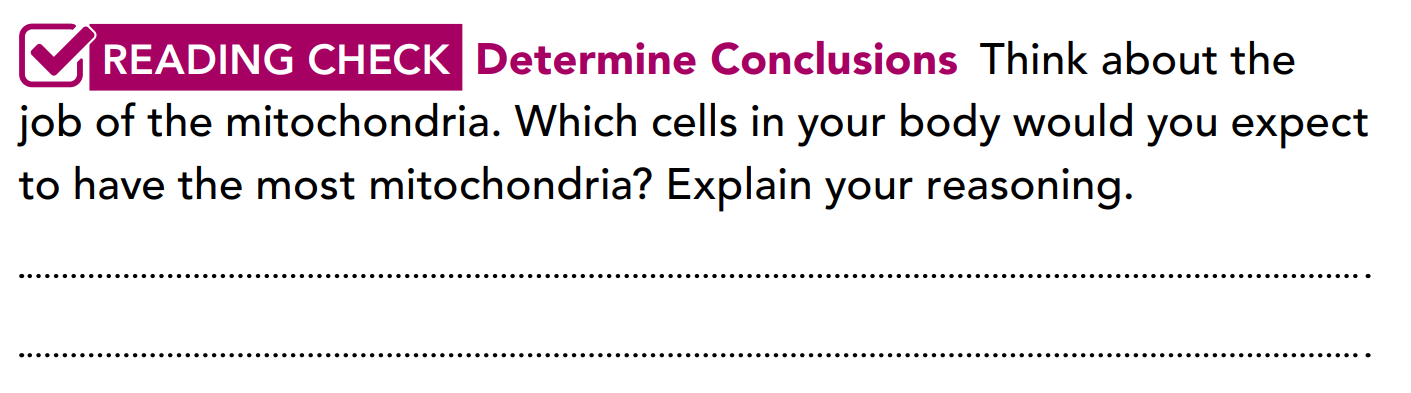 READING CHECK Determine Conclusions Think about the
job of the mitochondria. Which cells in your body would you expect
to have the most mitochondria? Explain your reasoning.